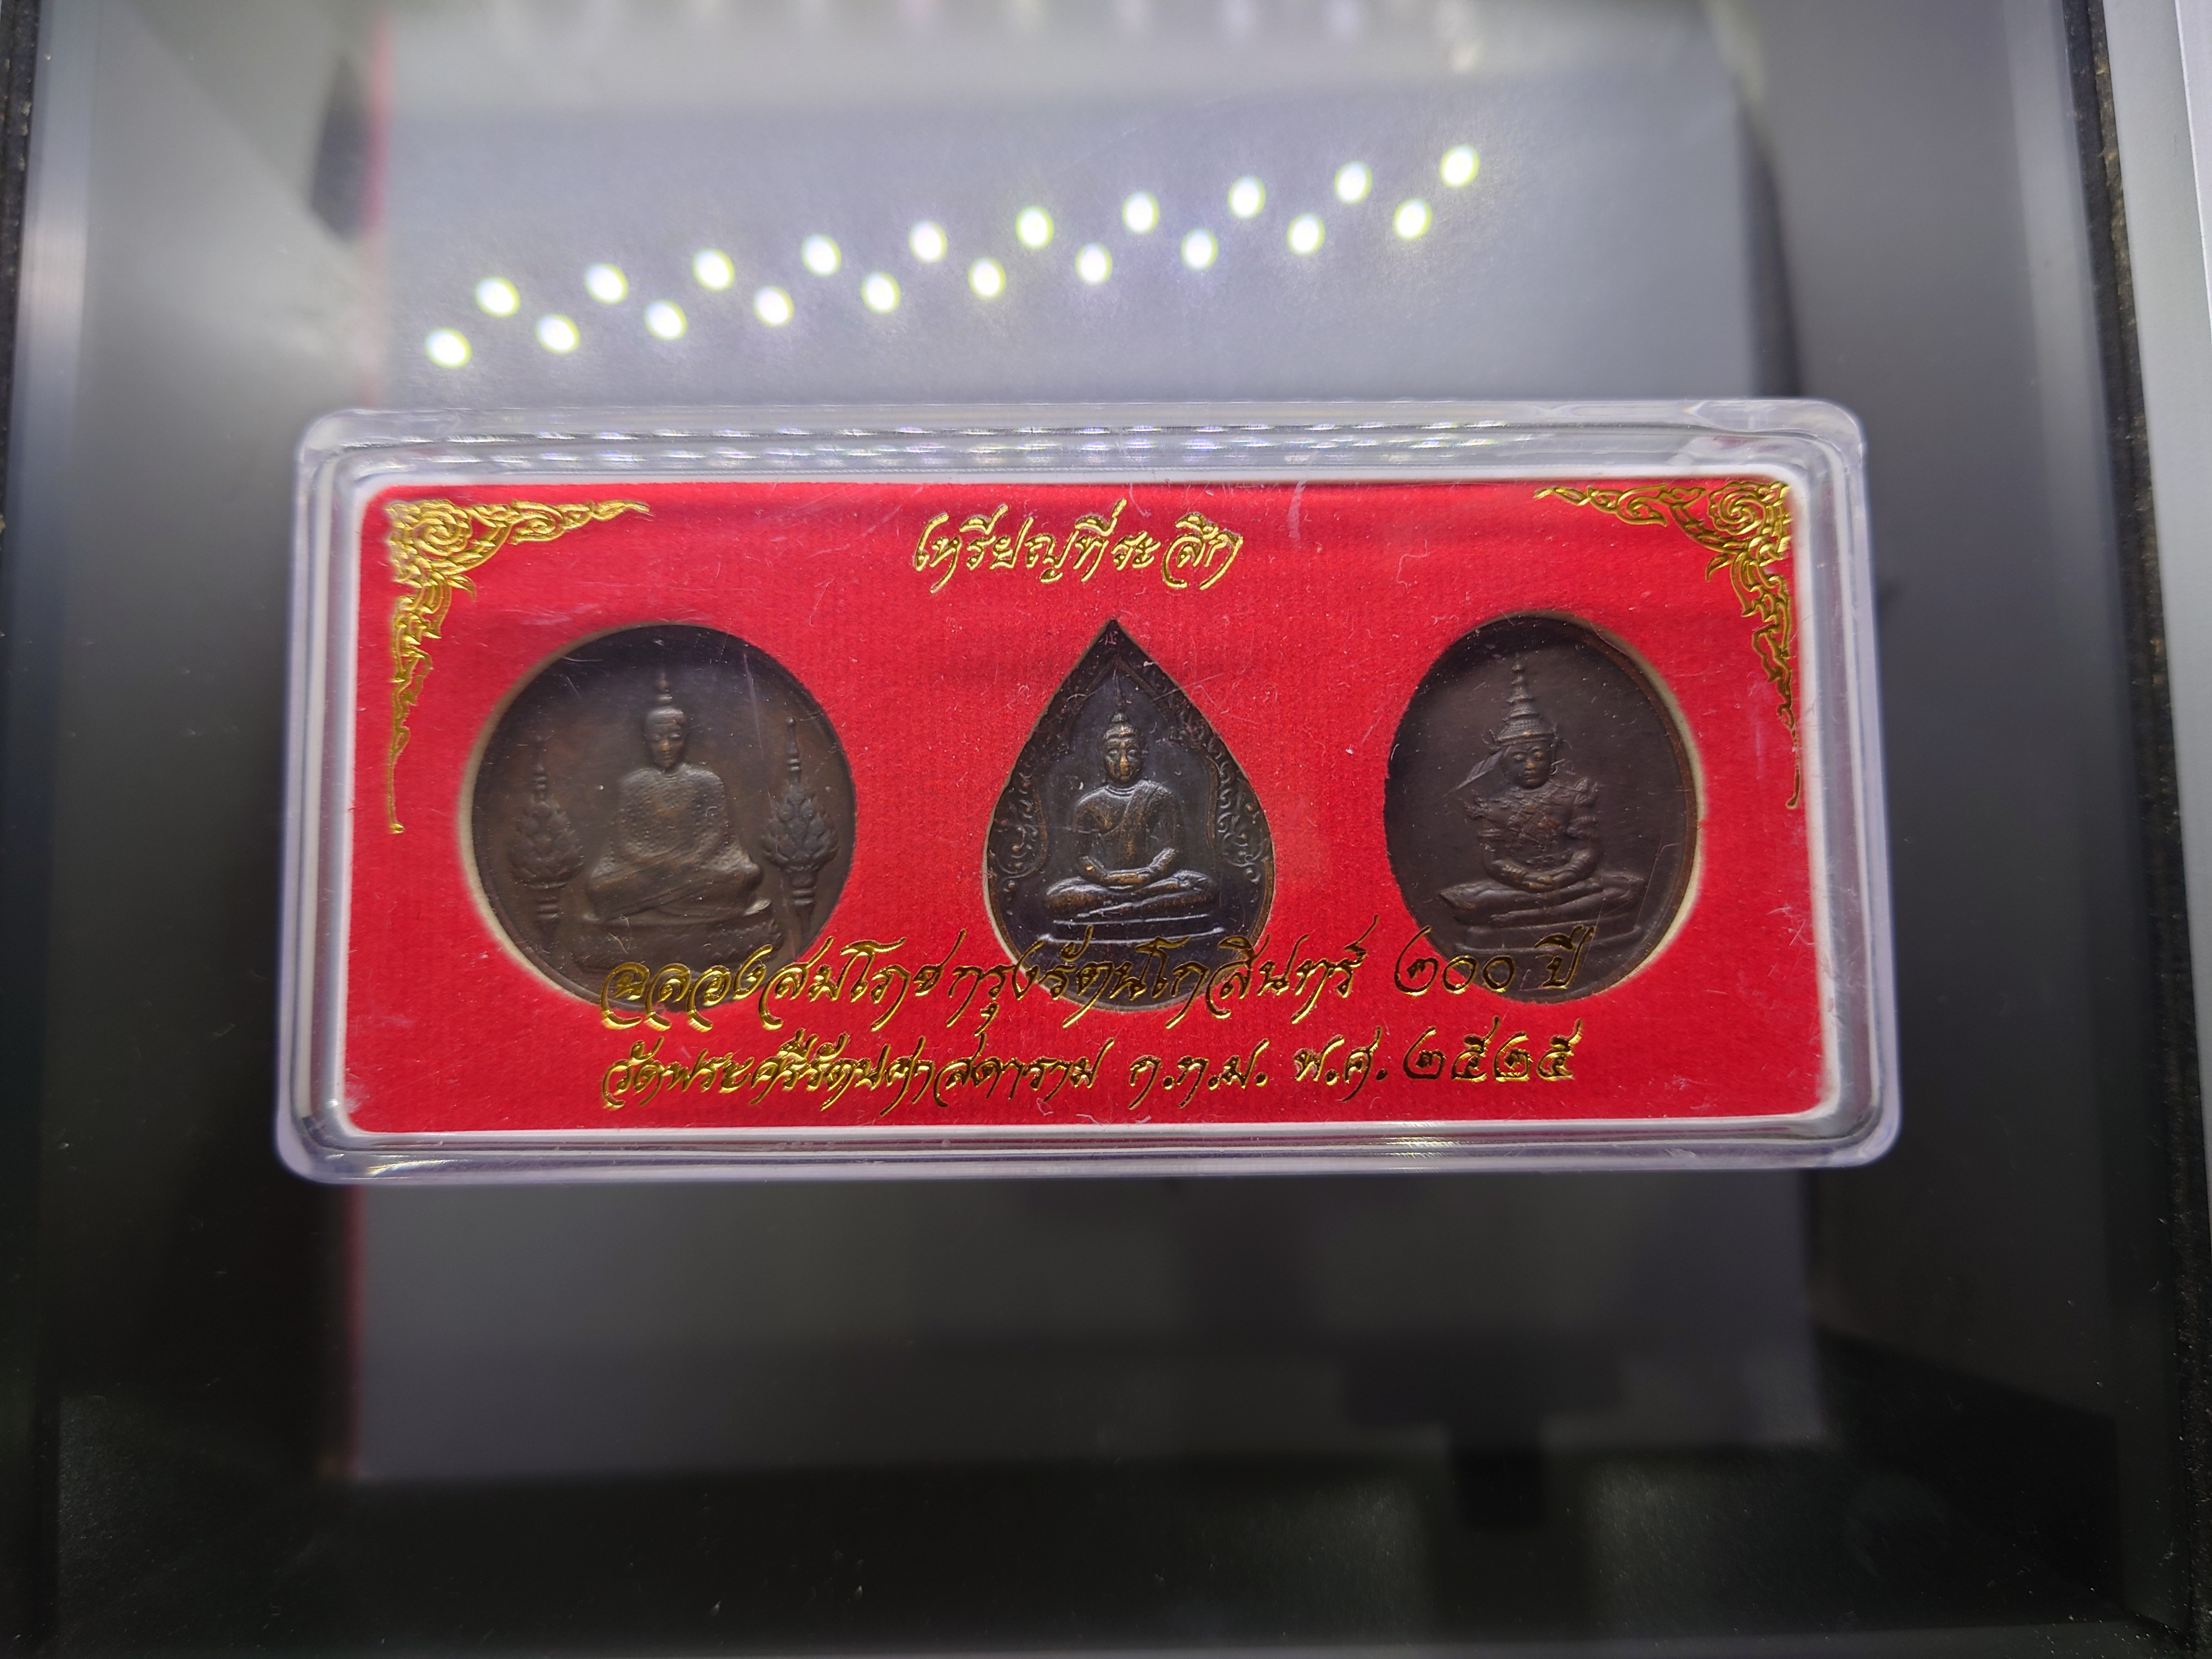 เหรียญที่ระลึก
ฉลองสมโภชกรุงรัตนโกสินทร์ ๒๐๐ ปี
วัดพระศรีรัตนศาสดาราม ก.ท.ม. พ.ศ. ๒๕๒๕